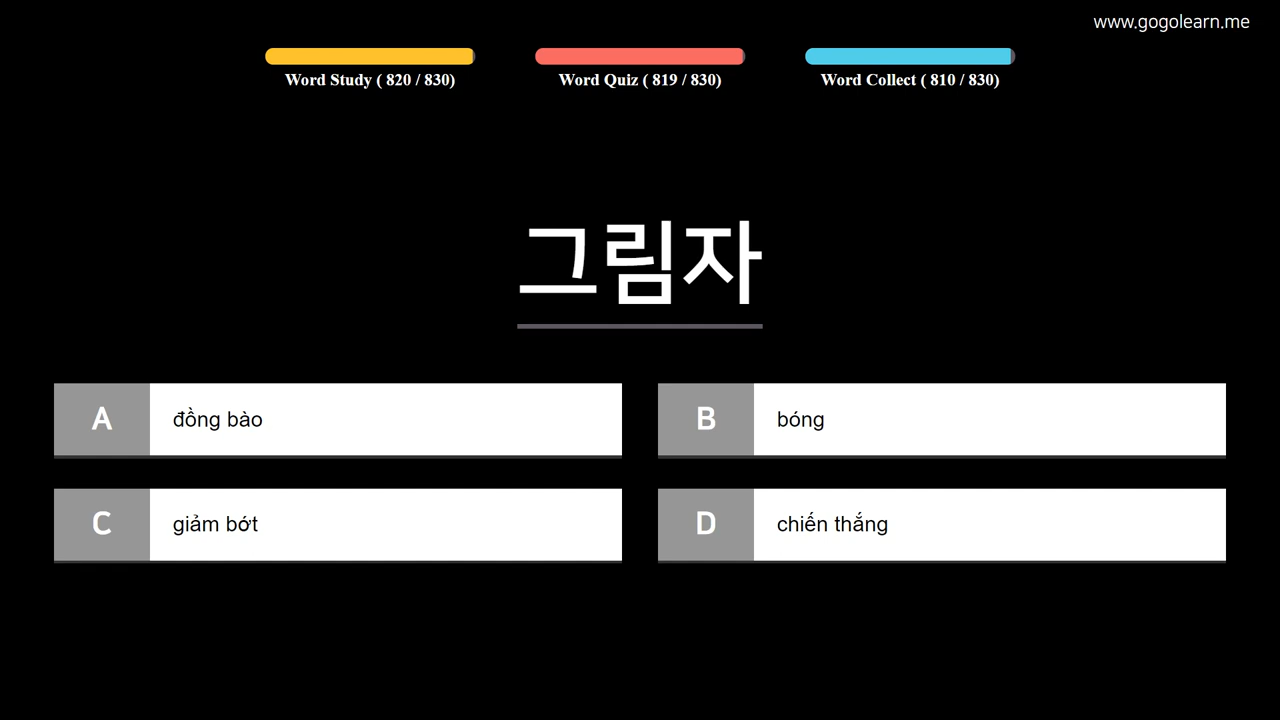 www.gogolearn.me
Word Study ( 820 / 830)
Word Quiz ( 819 / 830)
Word Collect ( 810 / 830)
그림자
A đồng bào
B bóng
C giảm bớt
D chiến thắng